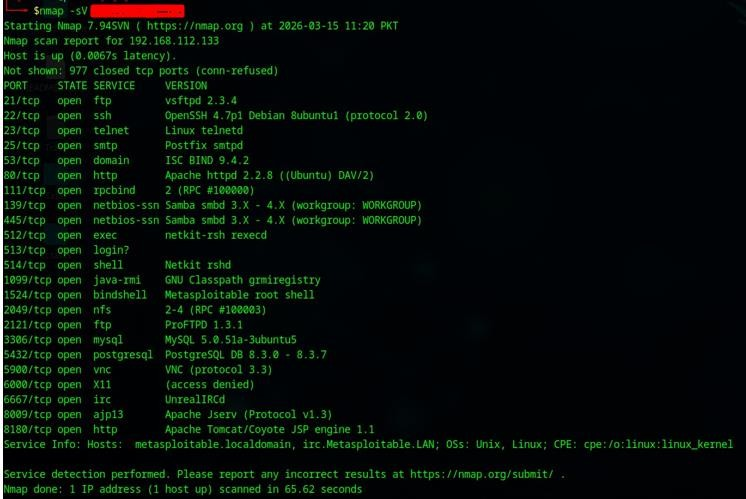 $nmap -sV
Starting Nmap 7.94SVN ( https://nmap.org ) at 2026-03-15 11:20 PKT
Nmap scan report for 192.168.112.133
Host is up (0.0067s latency).
Not shown: 977 closed tcp ports (conn-refused)
PORT STATE SERVICE VERSION
21/tcp open ftp vsftpd 2.3.4
22/tcp open ssh OpenSSH 4.7p1 Debian 8ubuntu1 (protocol 2.0)
23/tcp open telnet Linux telnetd
25/tcp open smtp Postfix smtpd
53/tcp open domain ISC BIND 9.4.2
80/tcp open http Apache httpd 2.2.8 ((Ubuntu) DAV/2)
111/tcp open rpcbind 2 (RPC #100000)
139/tcp open netbios-ssn Samba smbd 3.X - 4.X (workgroup: WORKGROUP)
445/tcp open netbios-ssn Samba smbd 3.X - 4.X (workgroup: WORKGROUP)
512/tcp open exec netkit-rsh rexecd
513/tcp open login?
514/tcp open shell Netkit rshd
1099/tcp open java-rmi GNU Classpath grmiregistry
1524/tcp open bindshell Metasploitable root shell
2049/tcp open nfs 2-4 (RPC #100003)
2121/tcp open ftp ProFTPD 1.3.1
3306/tcp open mysql MySQL 5.0.51a-3ubuntu5
5432/tcp open postgresql PostgreSQL DB 8.3.0 - 8.3.7
5900/tcp open vnc VNC (protocol 3.3)
6000/tcp open X11 (access denied)
6667/tcp open irc UnrealIRCd
8009/tcp open ajp13 Apache Jserv (Protocol v1.3)
8180/tcp open http Apache Tomcat/Coyote JSP engine 1.1
Service Info: Hosts: metasploitable.localdomain, irc.Metasploitable.LAN; OSs: Unix, Linux; CPE: cpe:/o:linux:linux_kernel
Service detection performed. Please report any incorrect results at https://nmap.org/submit/ .
Nmap done: 1 IP address (1 host up) scanned in 65.62 seconds